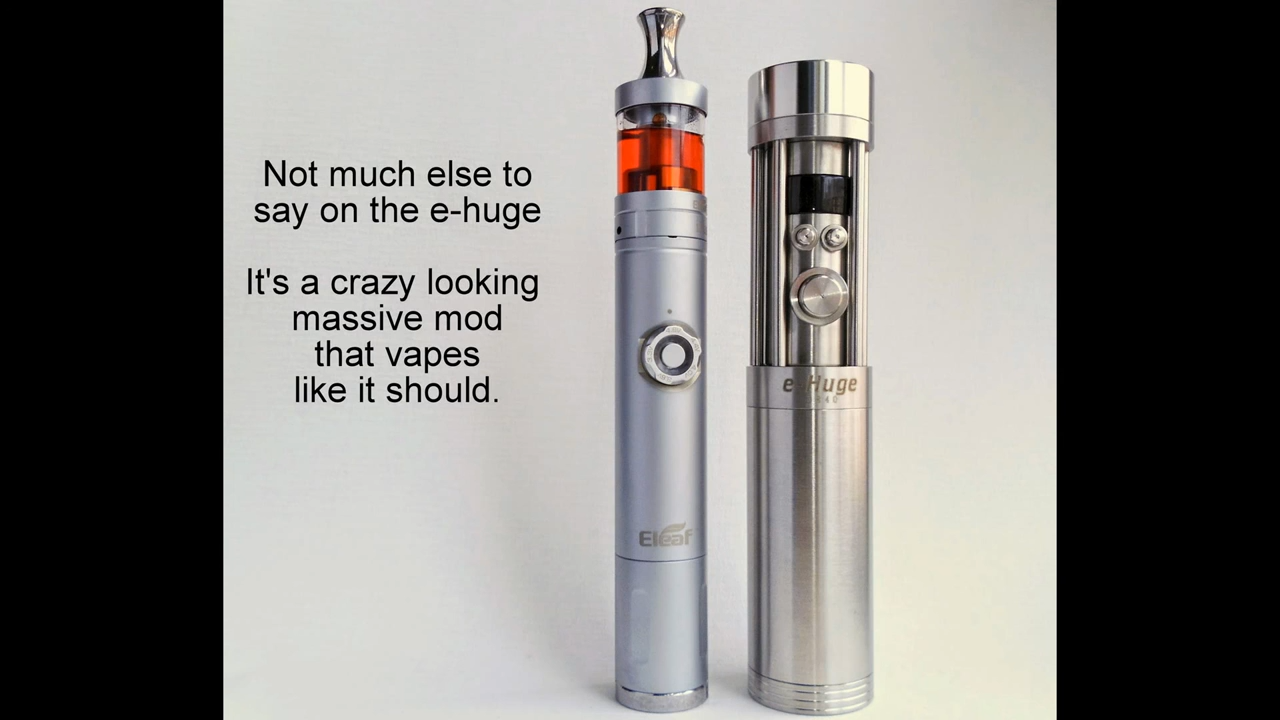 Not much else to
say on the e-huge
It's a crazy looking
massive mod
that vapes
like it should.
Eleaf
e-Huge